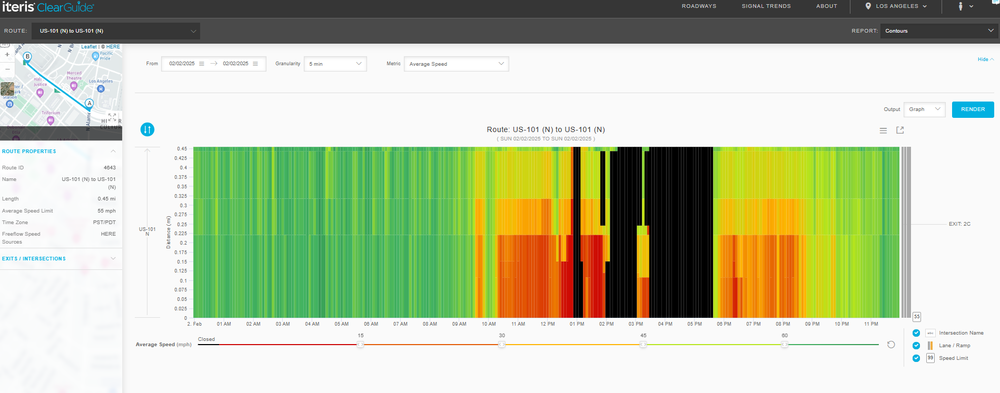 iteris ClearGuide
ROADWAYS
SIGNAL TRENDS
ABOUT
LOS ANGELES
ROUTE:
US-101 (N) to US-101 (N)
REPORT:
Contours
Leaflet | © HERE
+
−
B
Pacific
Pride
Merced
Theatre
Hall
Justice
Los Angeles
Station
A
Triforium
N Alame
CULTUR
From
02/02/2025
02/02/2025
Granularity
5 min
Metric
Average Speed
Hide
Output
Graph
RENDER
ROUTE PROPERTIES
Route ID
4643
Name
US-101 (N) to US-101
(N)
Length
0.45 mi
Average Speed Limit
55 mph
Time Zone
PST/PDT
Freeflow Speed
Sources
HERE
EXITS / INTERSECTIONS
Route: US-101 (N) to US-101 (N)
( SUN 02/02/2025 TO SUN 02/02/2025 )
US-101
N
Distance (mi)
0.45
0.425
0.4
0.375
0.35
0.325
0.3
0.275
0.25
0.225
0.2
0.175
0.15
0.125
0.1
0.075
0.05
0.025
0
2. Feb
01 AM
02 AM
03 AM
04 AM
05 AM
06 AM
07 AM
08 AM
09 AM
10 AM
11 AM
12 PM
01 PM
02 PM
03 PM
04 PM
05 PM
06 PM
07 PM
08 PM
09 PM
10 PM
11 PM
EXIT: 2C
55
Average Speed (mph)
Closed
15
30
45
60
abc
Intersection Name
Lane / Ramp
99
Speed Limit